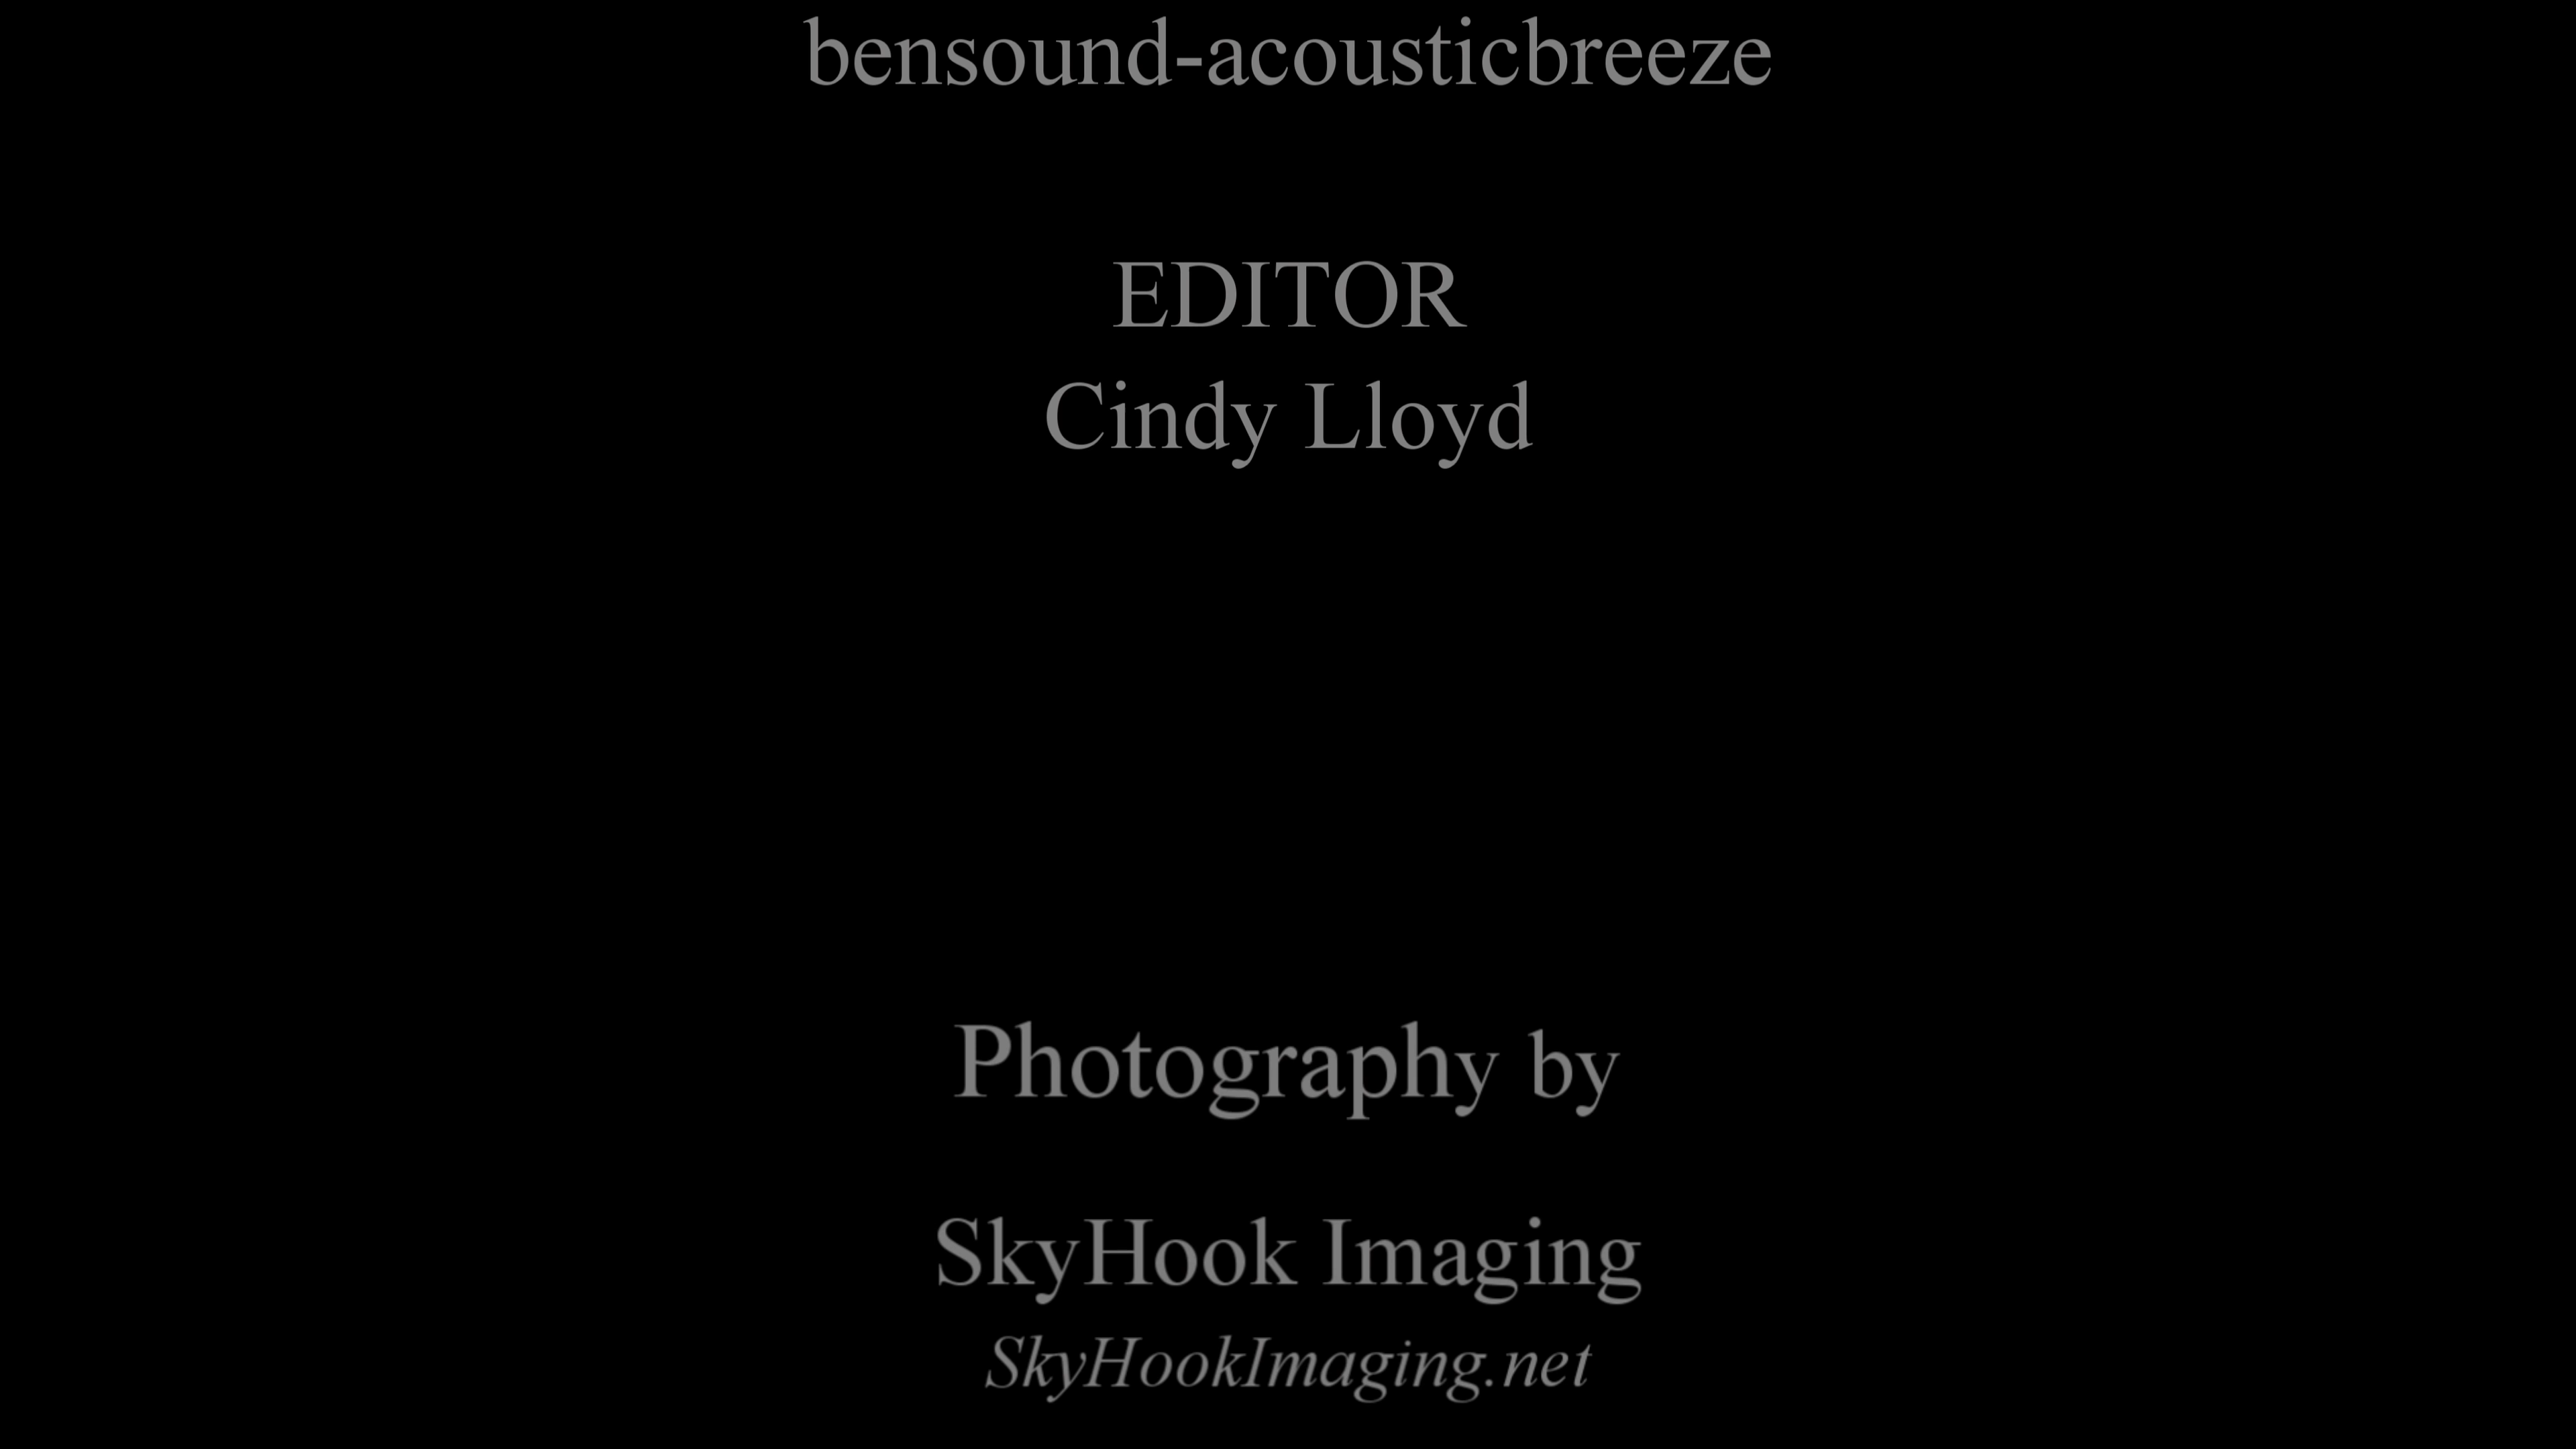 bensound-acousticbreeze
EDITOR
Cindy Lloyd
Photography by
SkyHook Imaging
SkyHookImaging.net